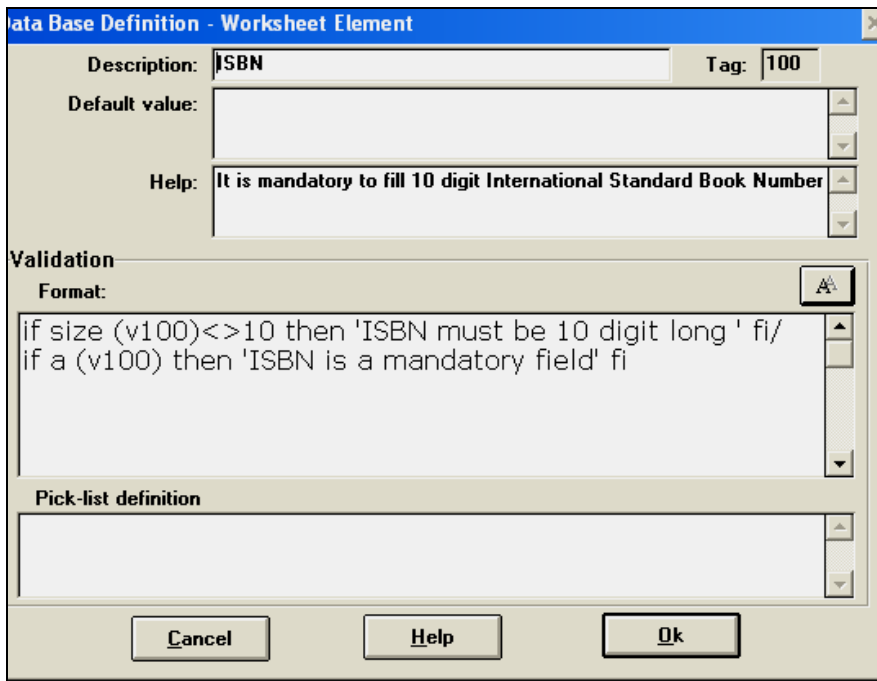 ata Base Definition - Worksheet Element
Description: ISBN Tag: 100
Default value:
Help: It is mandatory to fill 10 digit International Standard Book Number
Validation
Format:
if size (v100)<>10 then 'ISBN must be 10 digit long ' fi/
if a (v100) then 'ISBN is a mandatory field' fi
Pick-list definition
Cancel Help Ok